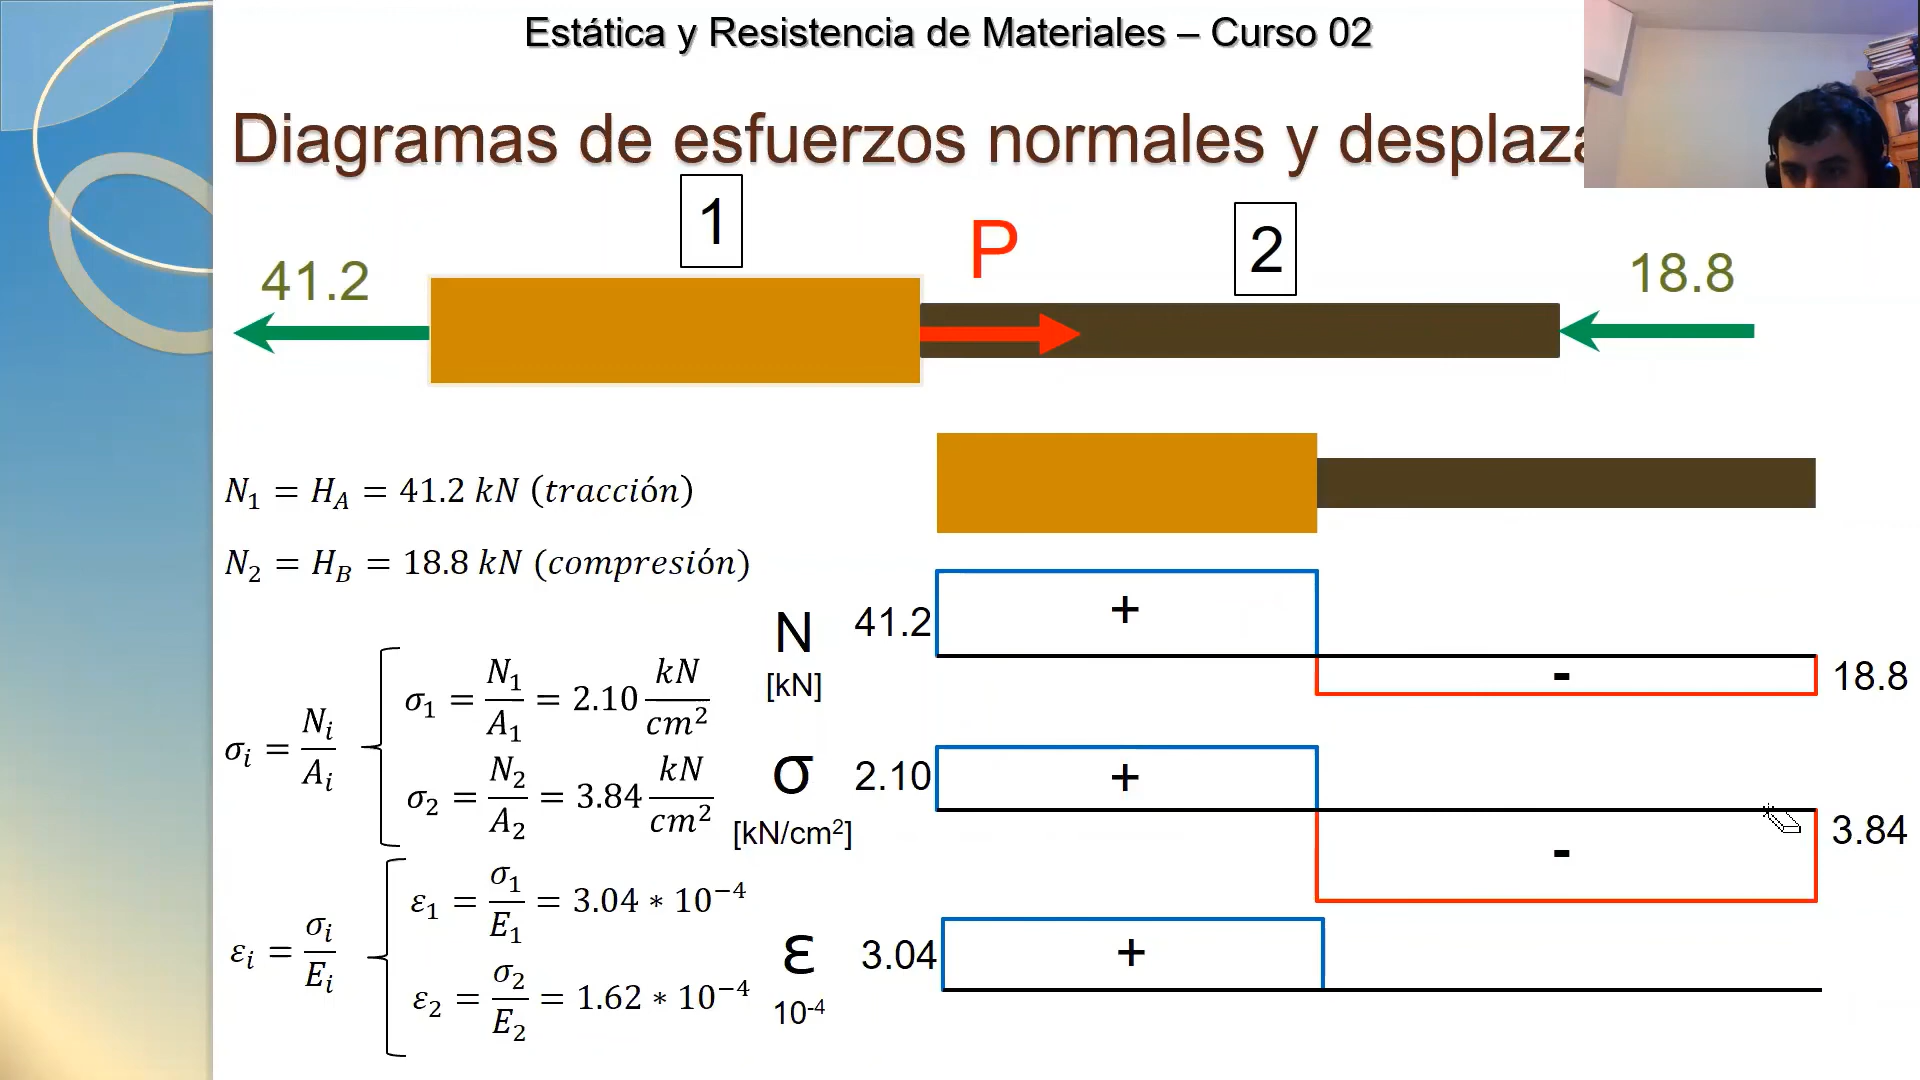 Estática y Resistencia de Materiales – Curso 02
Diagramas de esfuerzos normales y desplaza
1
P
2
41.2
18.8
N₁ = H_A = 41.2 kN (tracción)
N₂ = H_B = 18.8 kN (compresión)
N
[kN]
41.2
+
-
18.8
σᵢ = Nᵢ / Aᵢ
σ₁ = N₁ / A₁ = 2.10 kN / cm²
σ₂ = N₂ / A₂ = 3.84 kN / cm²
σ
[kN/cm²]
2.10
+
-
3.84
εᵢ = σᵢ / Eᵢ
ε₁ = σ₁ / E₁ = 3.04 * 10⁻⁴
ε₂ = σ₂ / E₂ = 1.62 * 10⁻⁴
ε
10⁻⁴
3.04
+